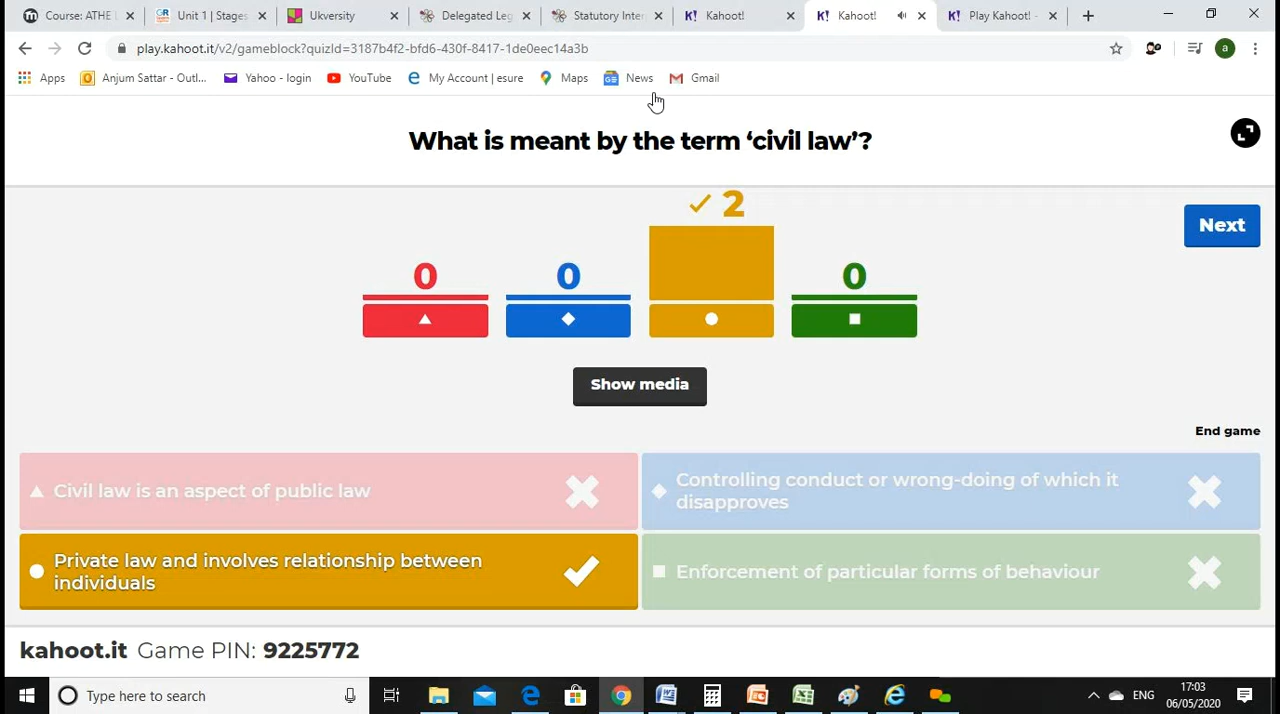 Course: ATHE
Unit 1 | Stages
Ukversity
Delegated Leg
Statutory Inter
K! Kahoot!
K! Kahoot!
K! Play Kahoot! -
play.kahoot.it/v2/gameblock?quizId=3187b4f2-bfd6-430f-8417-1de0eec14a3b
a
Apps
Anjum Sattar - Outl...
Yahoo - login
YouTube
My Account | esure
Maps
News
Gmail
What is meant by the term ‘civil law’?
2
0
0
0
Next
Show media
End game
Civil law is an aspect of public law
Controlling conduct or wrong-doing of which it
disapproves
Private law and involves relationship between
individuals
Enforcement of particular forms of behaviour
kahoot.it Game PIN: 9225772
Type here to search
ENG
17:03
06/05/2020